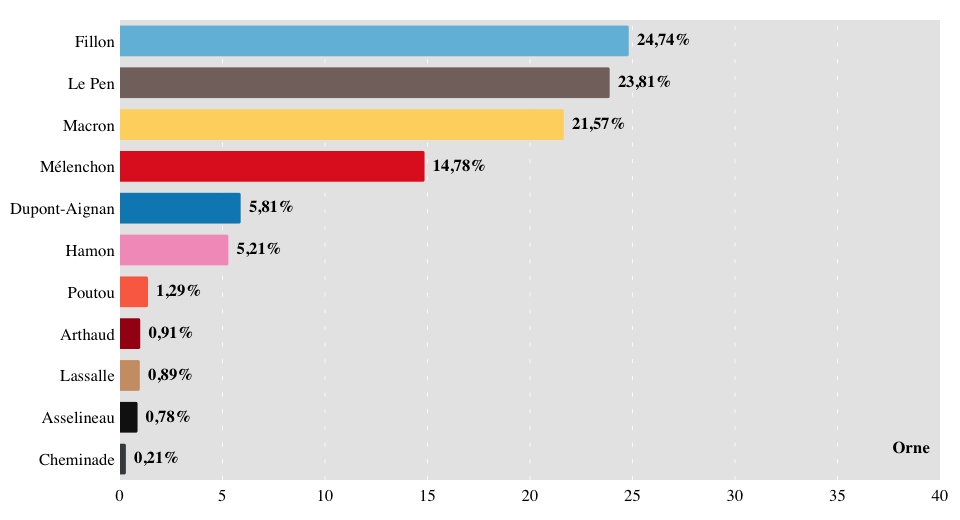 Fillon 24,74%
Le Pen 23,81%
Macron 21,57%
Mélenchon 14,78%
Dupont-Aignan 5,81%
Hamon 5,21%
Poutou 1,29%
Arthaud 0,91%
Lassalle 0,89%
Asselineau 0,78%
Orne
Cheminade 0,21%
0 5 10 15 20 25 30 35 40